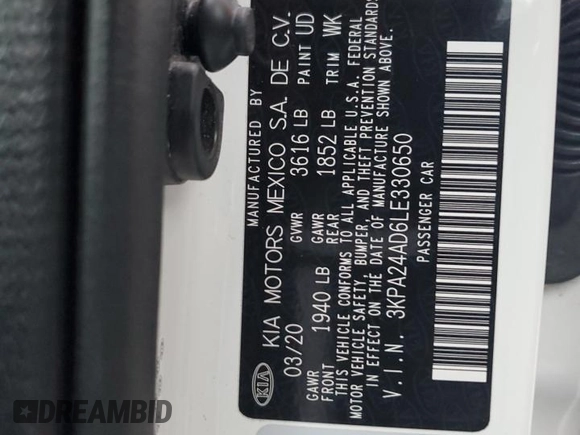 MANUFACTURED BY
KIA KIA MOTORS MEXICO S.A. DE C.V.
03/20 GVWR 3616 LB PAINT UD
GAWR FRONT 1940 LB GAWR REAR 1852 LB TRIM WK
THIS VEHICLE CONFORMS TO ALL APPLICABLE U.S.A. FEDERAL
MOTOR VEHICLE SAFETY, BUMPER, AND THEFT PREVENTION STANDARDS
IN EFFECT ON THE DATE OF MANUFACTURE SHOWN ABOVE.
V.I.N. 3KPA24AD6LE330650
PASSENGER CAR
DREAMBID